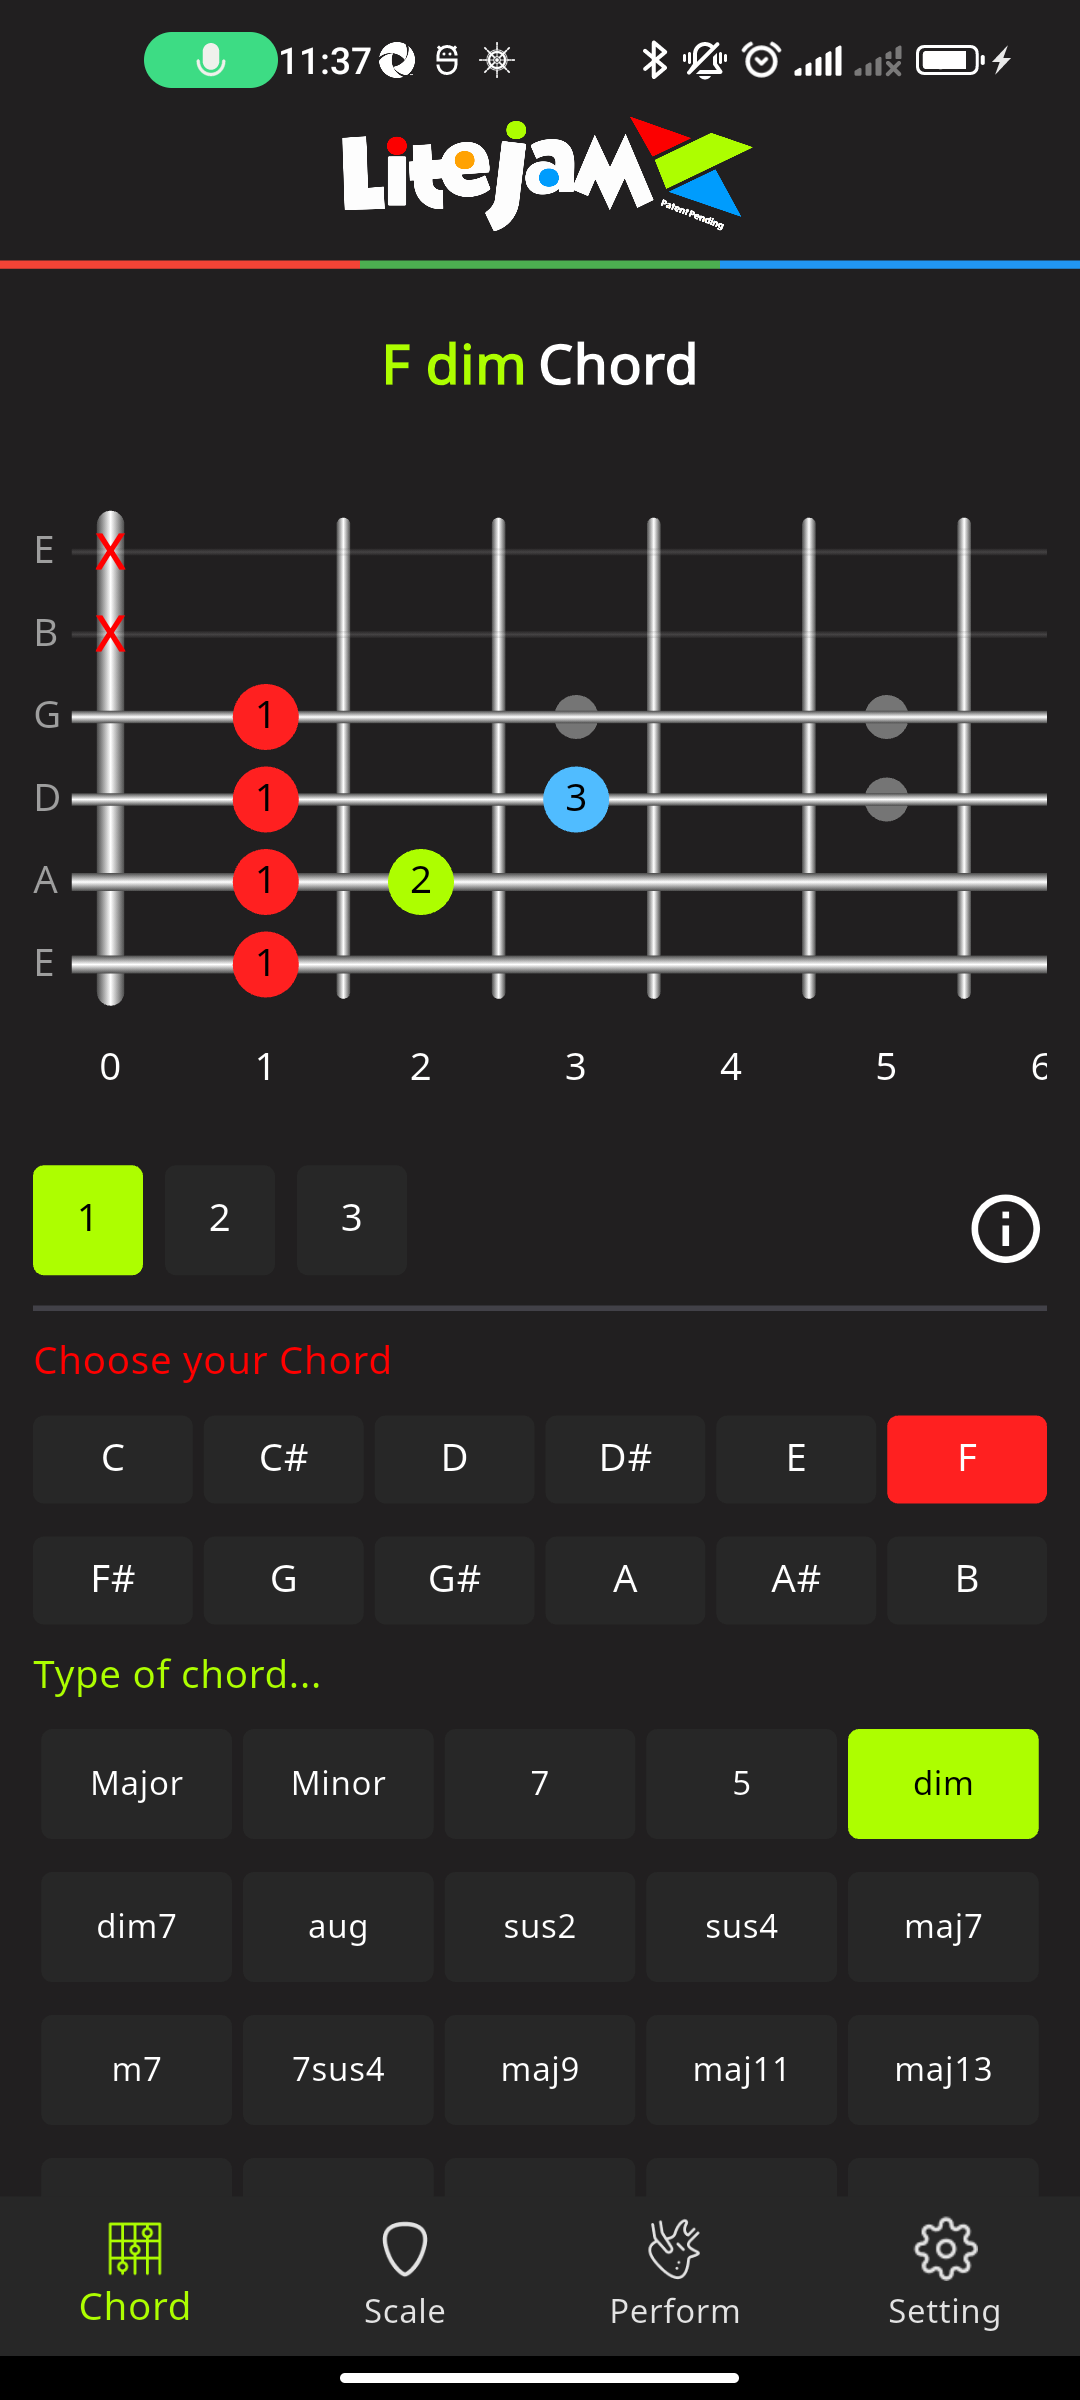 11:37
LiteJam
Patent Pending
F dim Chord
E X
B X
G 1
D 1 3
A 1 2
E 1
0 1 2 3 4 5 6
1 2 3
Choose your Chord
C C# D D# E F
F# G G# A A# B
Type of chord...
Major Minor 7 5 dim
dim7 aug sus2 sus4 maj7
m7 7sus4 maj9 maj11 maj13
Chord Scale Perform Setting